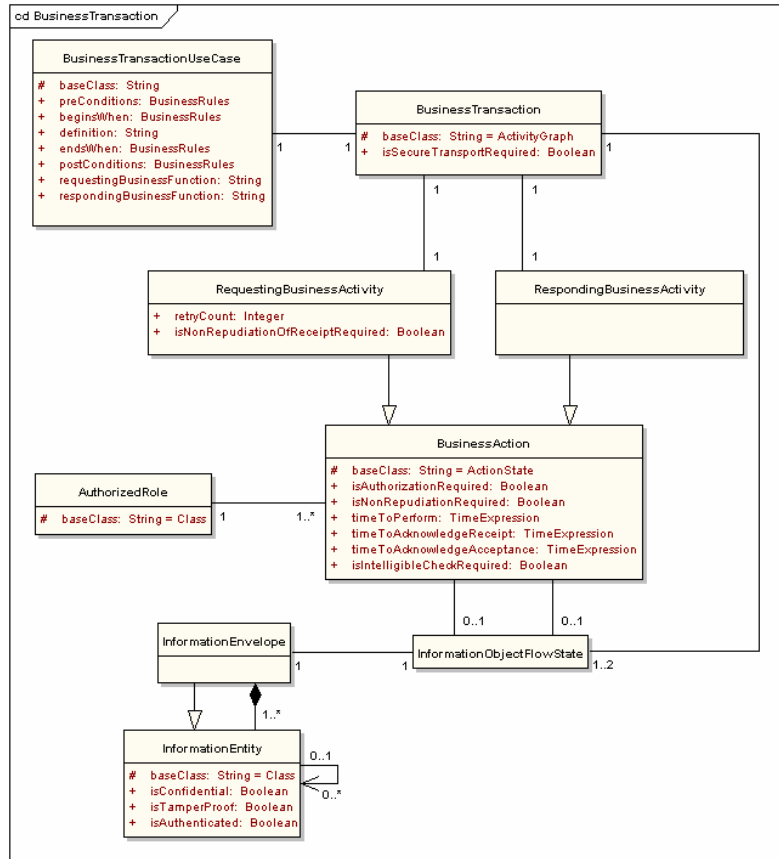 cd BusinessTransaction
BusinessTransactionUseCase
# baseClass: String
+ preConditions: BusinessRules
+ beginsWhen: BusinessRules
+ definition: String
+ endsWhen: BusinessRules
+ postConditions: BusinessRules
+ requestingBusinessFunction: String
+ respondingBusinessFunction: String
BusinessTransaction
# baseClass: String = ActivityGraph
+ isSecureTransportRequired: Boolean
1
1
1
1
1
1
1
RequestingBusinessActivity
+ retryCount: Integer
+ isNonRepudiationOfReceiptRequired: Boolean
RespondingBusinessActivity
BusinessAction
# baseClass: String = ActionState
+ isAuthorizationRequired: Boolean
+ isNonRepudiationRequired: Boolean
+ timeToPerform: TimeExpression
+ timeToAcknowledgeReceipt: TimeExpression
+ timeToAcknowledgeAcceptance: TimeExpression
+ isIntelligibleCheckRequired: Boolean
AuthorizedRole
# baseClass: String = Class
1
1..*
0..1
0..1
InformationEnvelope
1
1
InformationObjectFlowState
1..2
1..*
InformationEntity
# baseClass: String = Class
+ isConfidential: Boolean
+ isTamperProof: Boolean
+ isAuthenticated: Boolean
0..1
0..*